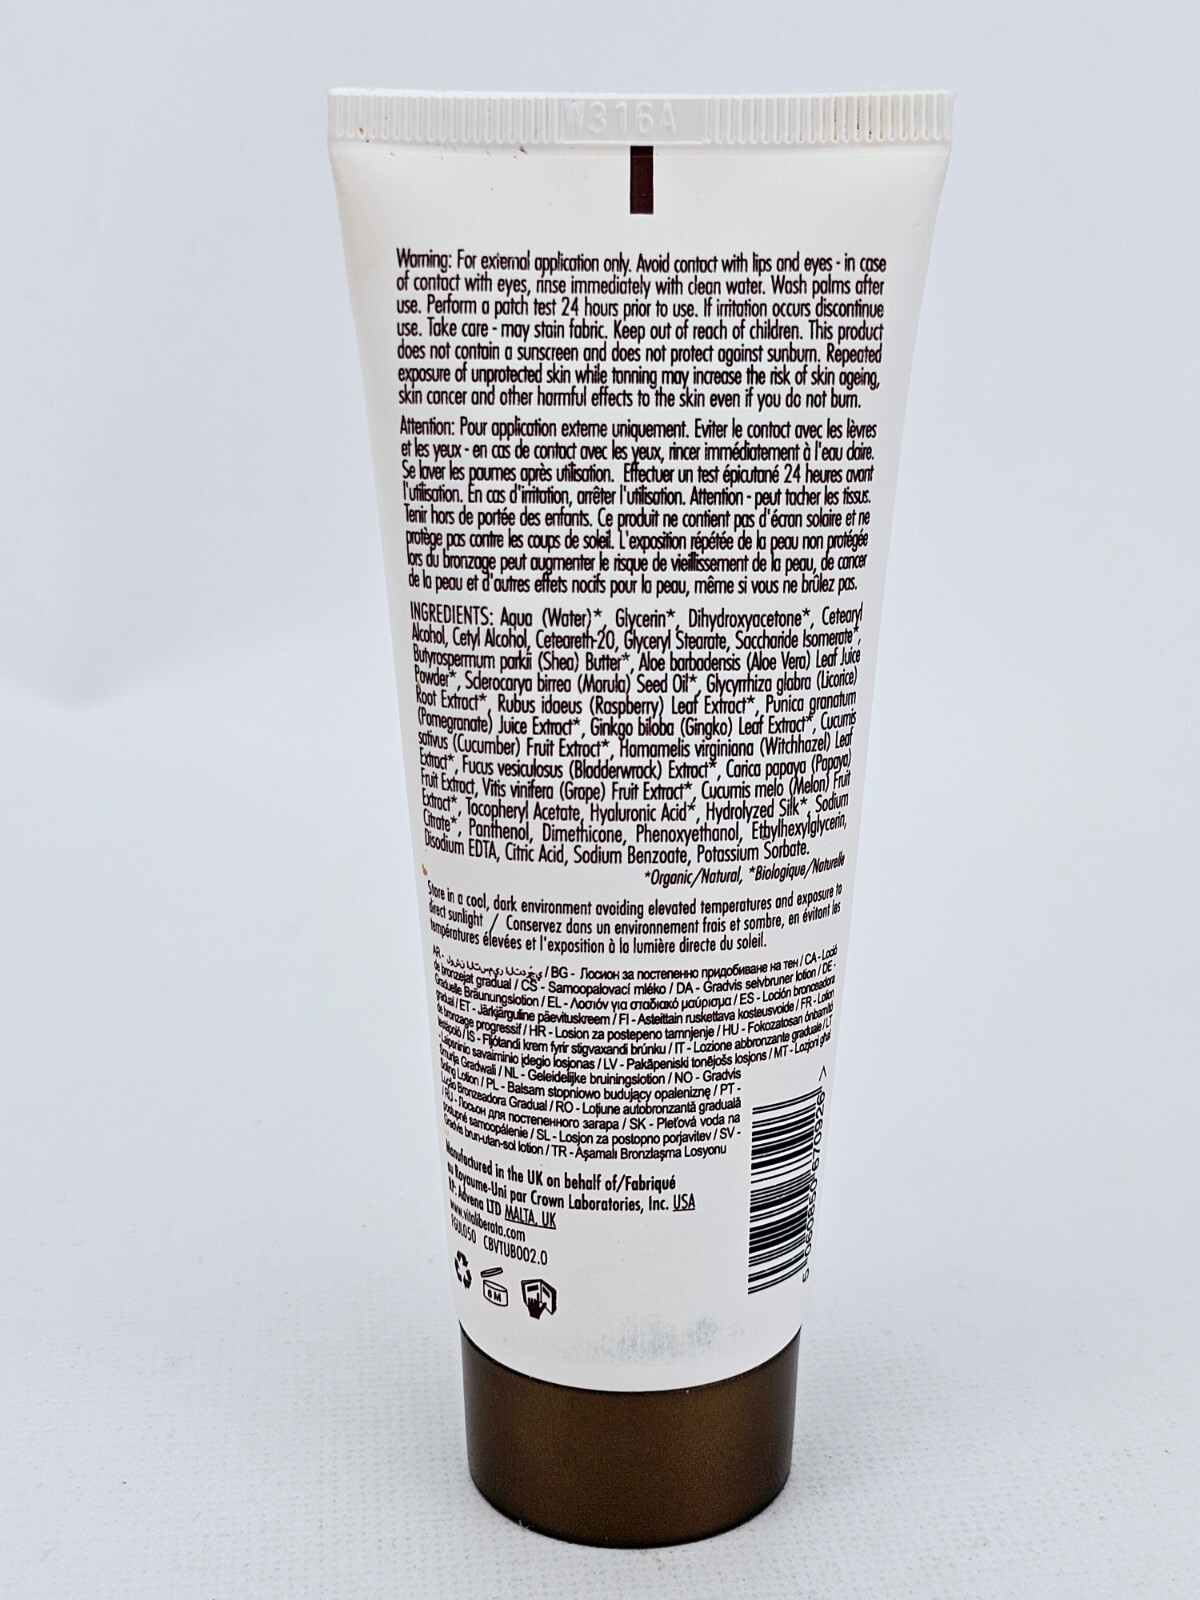 W316A
Warning: For external application only. Avoid contact with lips and eyes - in case
of contact with eyes, rinse immediately with clean water. Wash palms after
use. Perform a patch test 24 hours prior to use. If irritation occurs discontinue
use. Take care - may stain fabric. Keep out of reach of children. This product
does not contain a sunscreen and does not protect against sunburn. Repeated
exposure of unprotected skin while tanning may increase the risk of skin ageing,
skin cancer and other harmful effects to the skin even if you do not burn.
Attention: Pour application externe uniquement. Eviter le contact avec les lèvres
et les yeux - en cas de contact avec les yeux, rincer immédiatement à l'eau claire.
Se laver les paumes après utilisation. Effectuer un test épicutané 24 heures avant
l'utilisation. En cas d'irritation, arrêter l'utilisation. Attention - peut tacher les tissus.
Tenir hors de portée des enfants. Ce produit ne contient pas d'écran solaire et ne
protège pas contre les coups de soleil. L'exposition répétée de la peau non protégée
lors du bronzage peut augmenter le risque de vieillissement de la peau, de cancer
de la peau et d'autres effets nocifs pour la peau, même si vous ne brûlez pas.
INGREDIENTS: Aqua (Water)*, Glycerin*, Dihydroxyacetone*, Cetearyl
Alcohol, Cetyl Alcohol, Ceteareth-20, Glyceryl Stearate, Saccharide Isomerate*,
Butyrospermum parkii (Shea) Butter*, Aloe barbadensis (Aloe Vera) Leaf Juice
Powder*, Sclerocarya birrea (Marula) Seed Oil*, Glycyrrhiza glabra (Licorice)
Root Extract*, Rubus idaeus (Raspberry) Leaf Extract*, Punica granatum
(Pomegranate) Juice Extract*, Ginkgo biloba (Gingko) Leaf Extract*, Cucumis
sativus (Cucumber) Fruit Extract*, Hamamelis virginiana (Witchhazel) Leaf
Extract*, Fucus vesiculosus (Bladderwrack) Extract*, Carica papaya (Papaya)
Fruit Extract, Vitis vinifera (Grape) Fruit Extract*, Cucumis melo (Melon) Fruit
Extract*, Tocopheryl Acetate, Hyaluronic Acid*, Hydrolyzed Silk*, Sodium
Citrate*, Panthenol, Dimethicone, Phenoxyethanol, Ethylhexylglycerin,
Disodium EDTA, Citric Acid, Sodium Benzoate, Potassium Sorbate.
*Organic/Natural, *Biologique/Naturelle
Store in a cool, dark environment avoiding elevated temperatures and exposure to
direct sunlight / Conservez dans un environnement frais et sombre, en évitant les
températures élevées et l'exposition à la lumière directe du soleil.
AR - لوشن التسمير التدريجي / BG - Лосион за постепенно придобиване на тен / CA - Loció
de bronzejat gradual / CS - Samoopalovací mléko / DA - Gradvis selvbruner lotion / DE -
Graduelle Bräunungslotion / EL - Λοσιόν για σταδιακό μαύρισμα / ES - Loción bronceadora
gradual / ET - Järkjärguline päevituskreem / FI - Asteittain ruskettava kosteusvoide / FR - Lotion
de bronzage progressif / HR - Losion za postepeno tamnjenje / HU - Fokozatosan önbarnító
testápoló / IS - Fljótandi krem fyrir stigvaxandi brúnku / IT - Lozione abbronzante graduale / LT
- Laipsninio savaiminio įdegio losjonas / LV - Pakāpeniski tonējošs losjons / MT - Lozjoni għal
Smurija Gradwali / NL - Geleidelijke bruiningslotion / NO - Gradvis
Soling Lotion / PL - Balsam stopniowo budujący opaleniznę / PT -
Loção Bronzeadora Gradual / RO - Loțiune autobronzantă graduală
/ RU - Лосьон для постепенного загара / SK - Pleťová voda na
postupné samoopálenie / SL - Losjon za postopno porjavitev / SV -
Gradvis brun-utan-sol lotion / TR - Aşamalı Bronzlaşma Losyonu
Manufactured in the UK on behalf of/Fabriqué
au Royaume-Uni par Crown Laboratories, Inc. USA
RP: Advena LTD MALTA, UK
www.vitaliberata.com
TGUL050 CBVTUB002.0
6 M
5 060850 670926 >